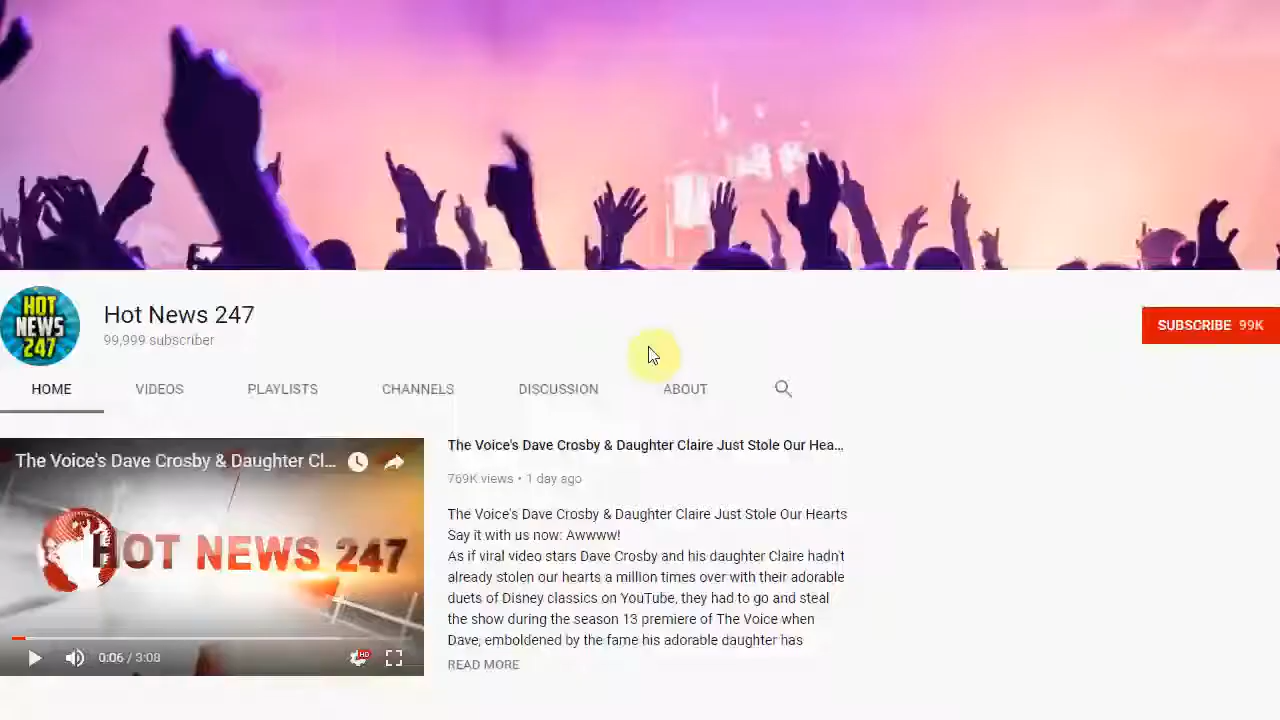 HOT
NEWS
247
Hot News 247
99,999 subscriber
SUBSCRIBE 99K
HOME VIDEOS PLAYLISTS CHANNELS DISCUSSION ABOUT
The Voice's Dave Crosby & Daughter Cl...
HOT NEWS 247
0:06 / 3:08
HD
The Voice's Dave Crosby & Daughter Claire Just Stole Our Hea...
769K views • 1 day ago
The Voice's Dave Crosby & Daughter Claire Just Stole Our Hearts
Say it with us now: Awwww!
As if viral video stars Dave Crosby and his daughter Claire hadn't
already stolen our hearts a million times over with their adorable
duets of Disney classics on YouTube, they had to go and steal
the show during the season 13 premiere of The Voice when
Dave, emboldened by the fame his adorable daughter has
READ MORE